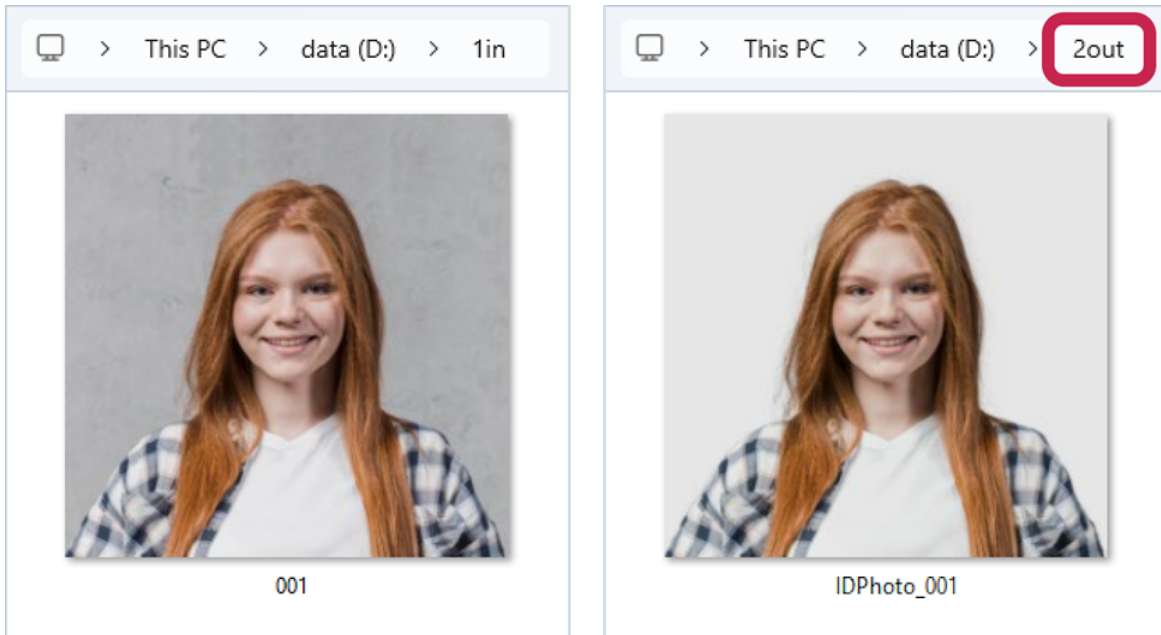 This PC > data (D:) > 1in
This PC > data (D:) > 2out
001
IDPhoto_001